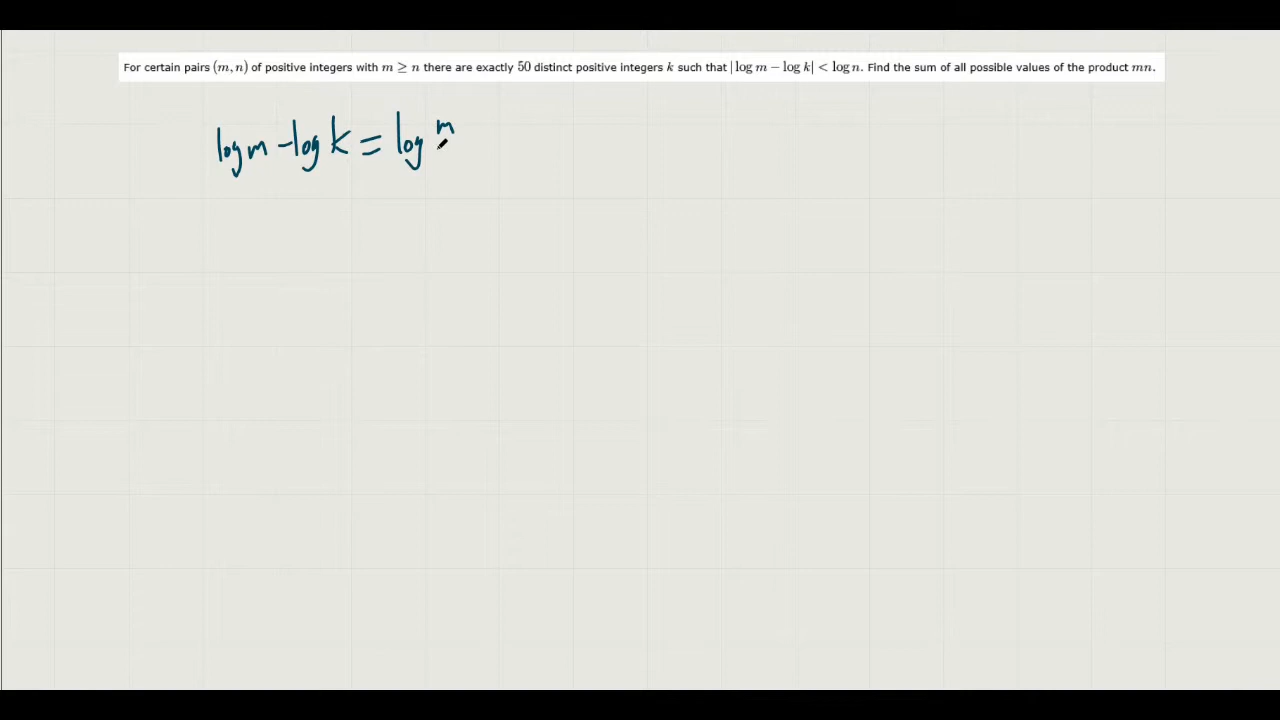 For certain pairs (m, n) of positive integers with m ≥ n there are exactly 50 distinct positive integers k such that |log m − log k| < log n. Find the sum of all possible values of the product mn.
log m - log k = log m